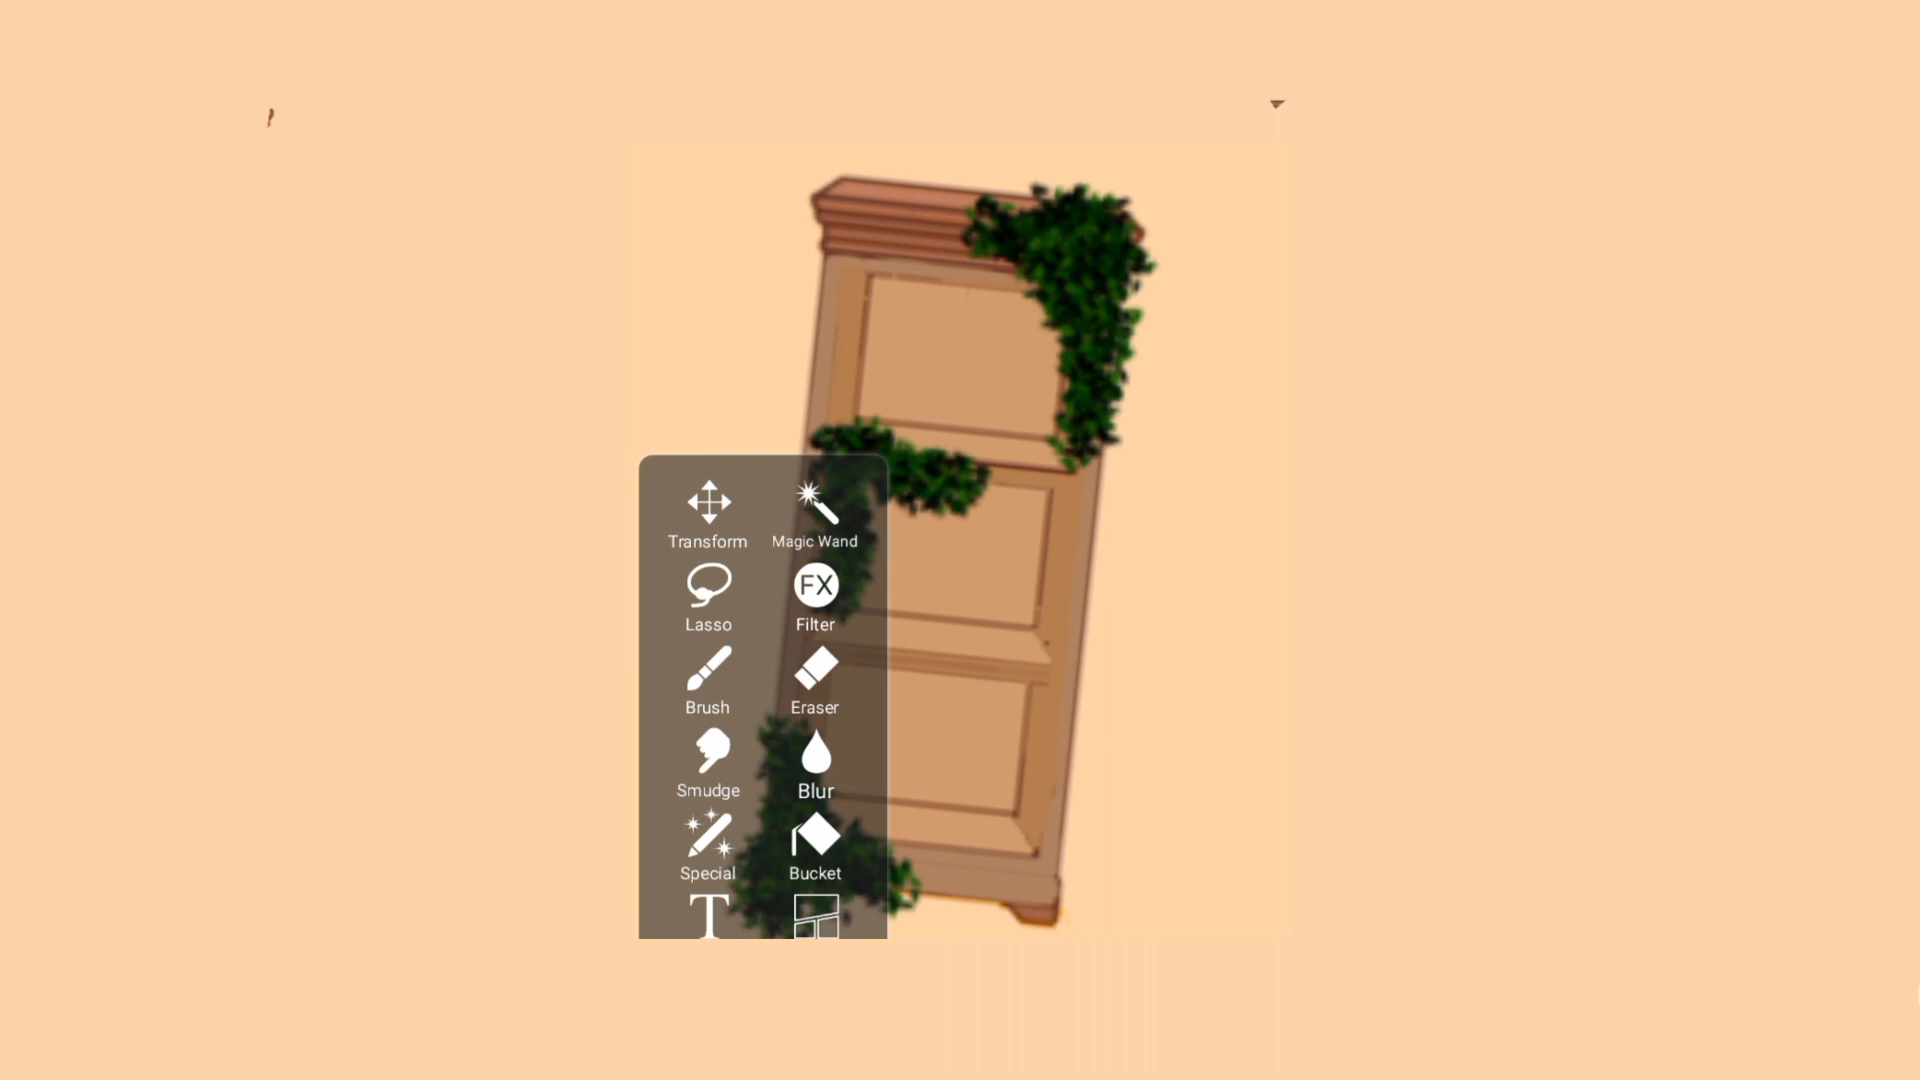 Transform Magic Wand
Lasso FX Filter
Brush Eraser
Smudge Blur
Special Bucket
T